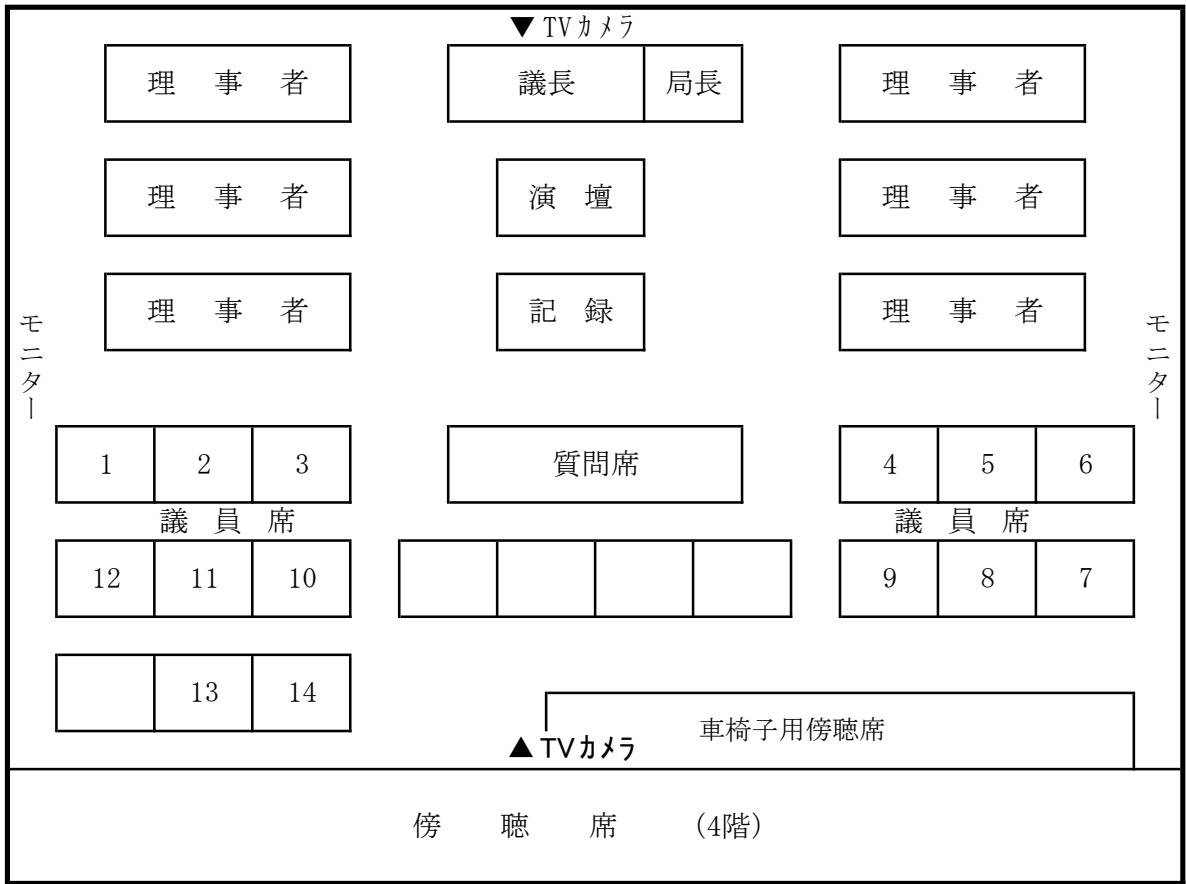 ▼TVカメラ
理 事 者 議長 局長 理 事 者
理 事 者 演 壇 理 事 者
理 事 者 記 録 理 事 者
モニター
モニター
1 2 3 質問席 4 5 6
議 員 席 議 員 席
12 11 10 9 8 7
13 14
車椅子用傍聴席
▲TVカメラ
傍 聴 席 (4階)